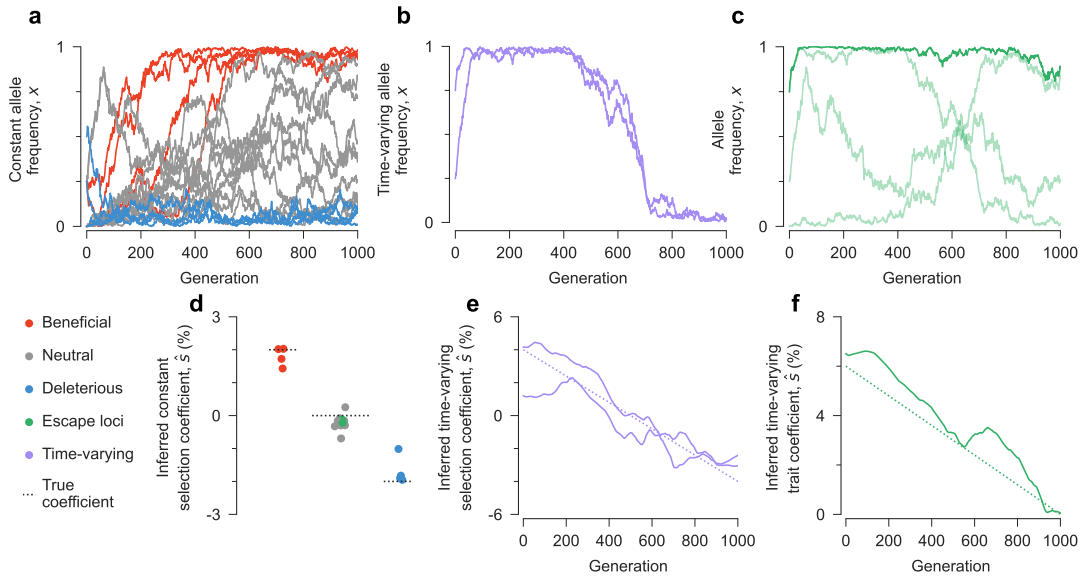 a
b
c
Constant allele
frequency, x
1
0
0
200
400
600
800
1000
Generation
Time-varying allele
frequency, x
1
0
0
200
400
600
800
1000
Generation
Allele
frequency, x
1
0
0
200
400
600
800
1000
Generation
Beneficial
Neutral
Deleterious
Escape loci
Time-varying
True
coefficient
d
Inferred constant
selection coefficient, ŝ (%)
3
0
-3
e
Inferred time-varying
selection coefficient, ŝ (%)
6
0
-6
0
200
400
600
800
1000
Generation
f
Inferred time-varying
trait coefficient, ŝ (%)
8
4
0
0
200
400
600
800
1000
Generation